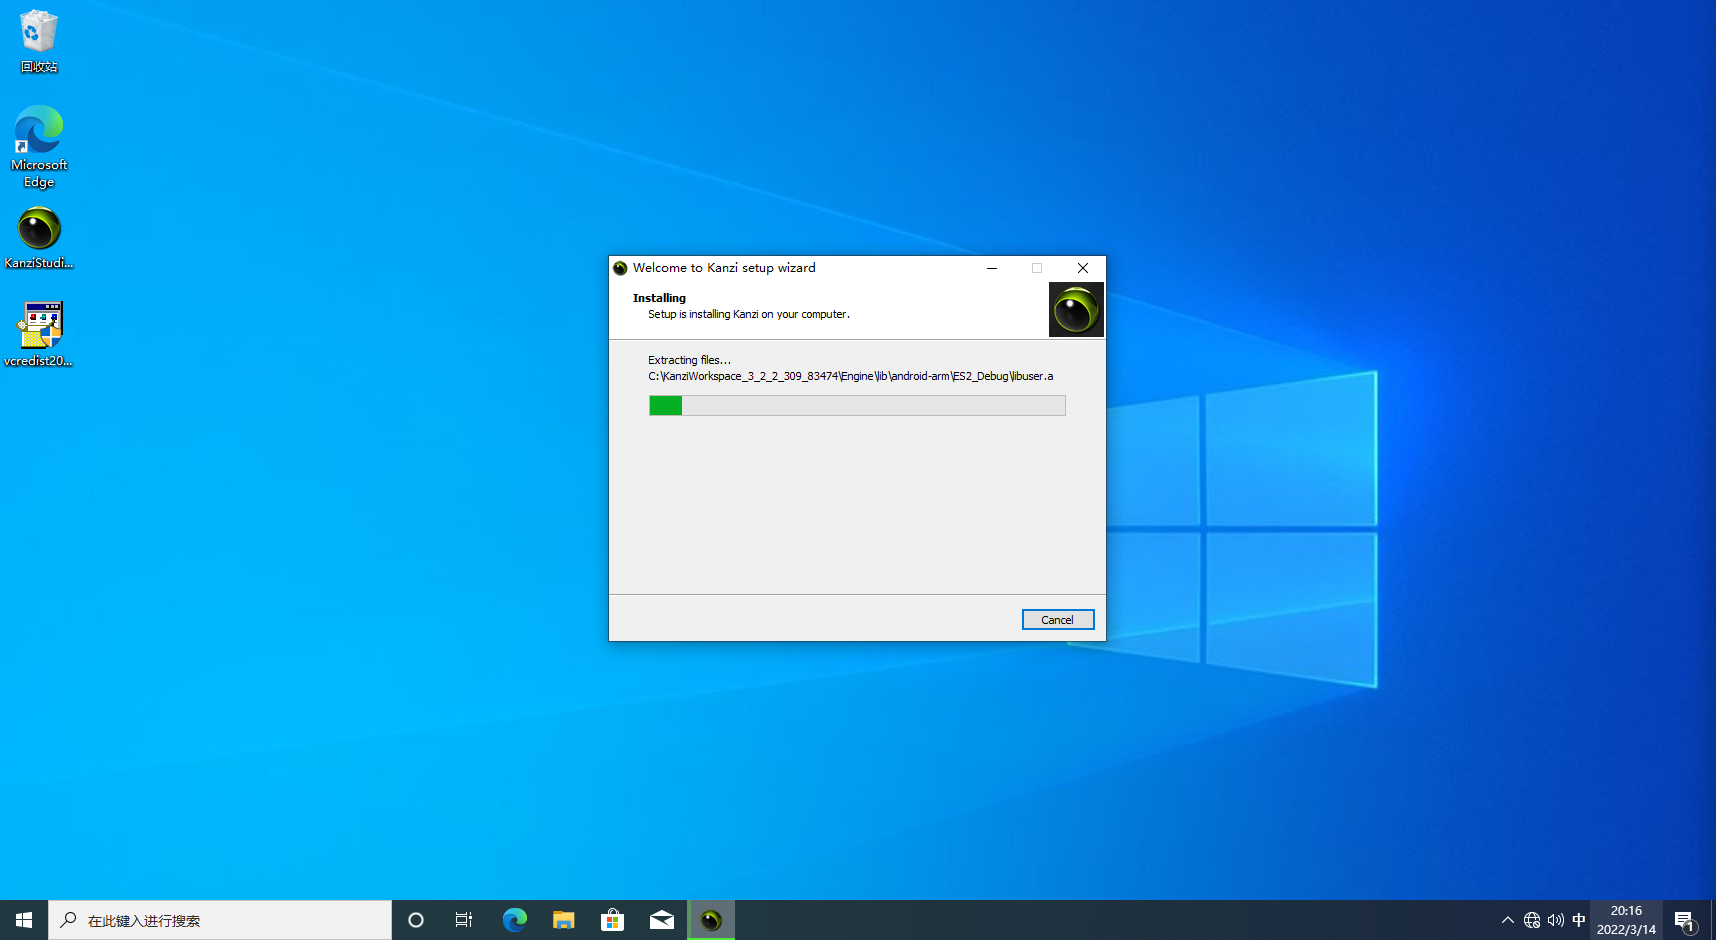 回收站
Microsoft
Edge
KanziStudi...
vcredist20...
Welcome to Kanzi setup wizard
Installing
Setup is installing Kanzi on your computer.
Extracting files...
C:\KanziWorkspace_3_2_2_309_83474\Engine\lib\android-arm\ES2_Debug\libuser.a
Cancel
在此键入进行搜索
中
20:16
2022/3/14
1